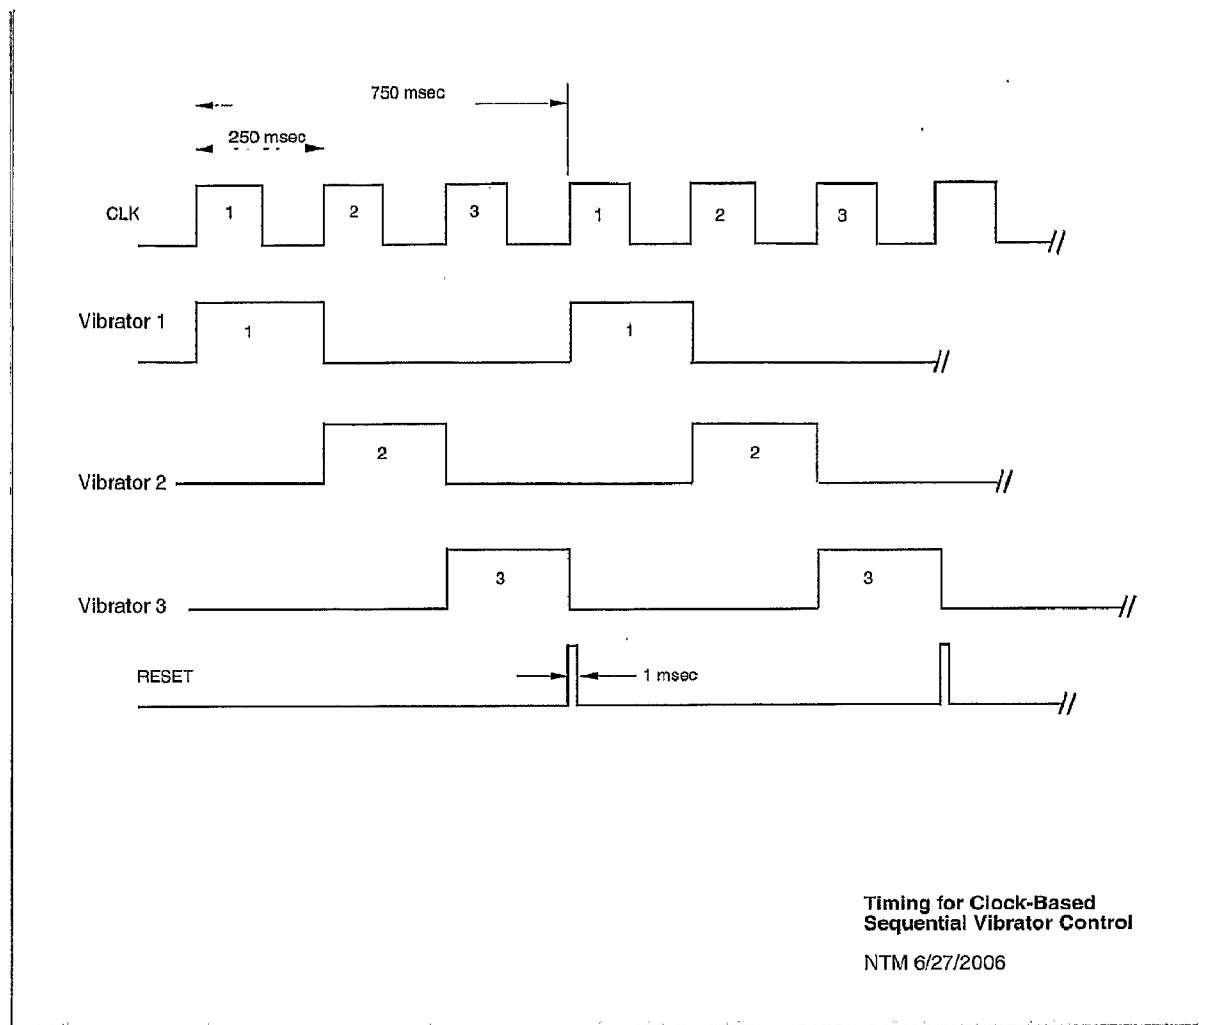 750 msec
250 msec
CLK 1 2 3 1 2 3
Vibrator 1 1 1
Vibrator 2 2 2
Vibrator 3 3 3
RESET 1 msec
Timing for Clock-Based
Sequential Vibrator Control
NTM 6/27/2006